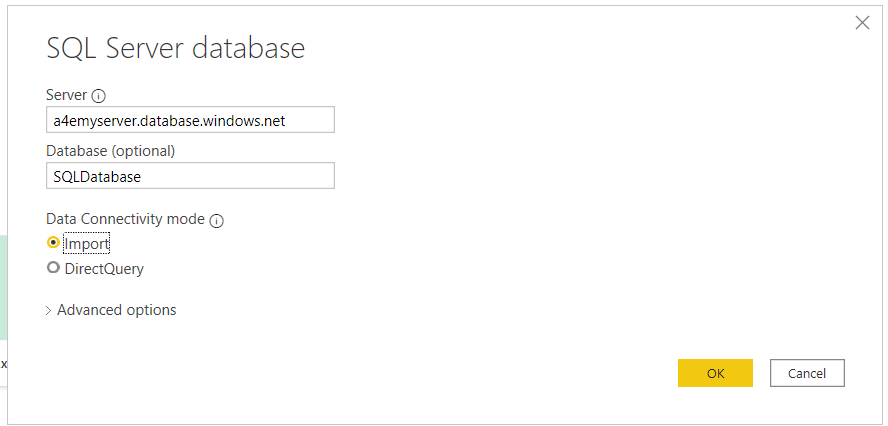 SQL Server database
Server
a4emyserver.database.windows.net
Database (optional)
SQLDatabase
Data Connectivity mode
Import
DirectQuery
Advanced options
x
OK
Cancel